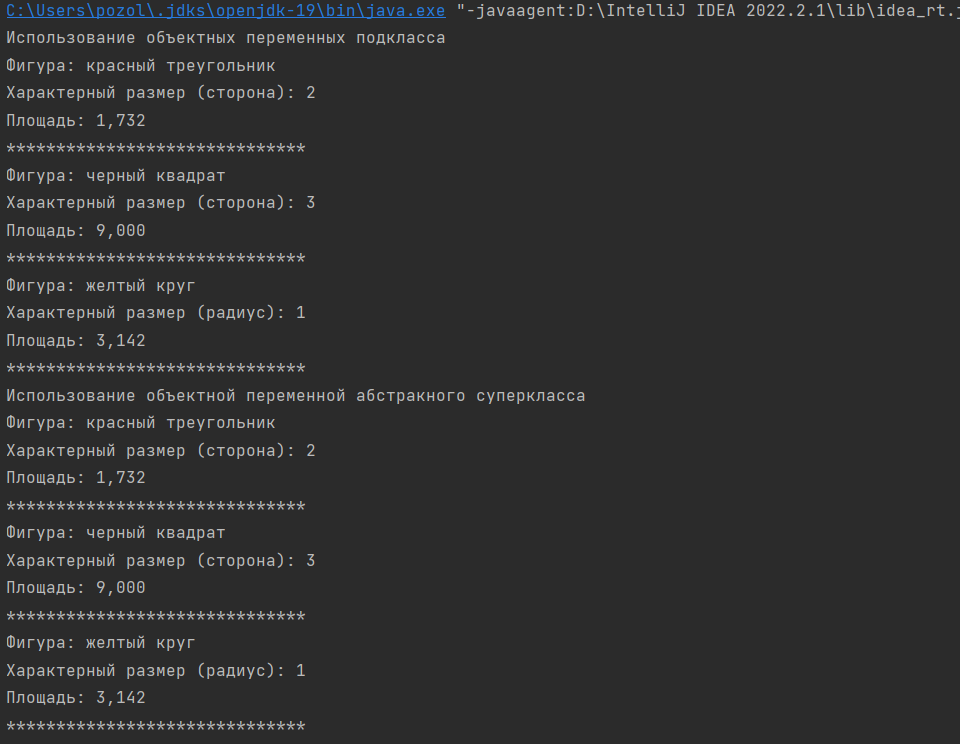 C:\Users\pozol\.jdks\openjdk-19\bin\java.exe "-javaagent:D:\IntelliJ IDEA 2022.2.1\lib\idea_rt.j
Использование объектных переменных подкласса
Фигура: красный треугольник
Характерный размер (сторона): 2
Площадь: 1,732
******************************
Фигура: черный квадрат
Характерный размер (сторона): 3
Площадь: 9,000
******************************
Фигура: желтый круг
Характерный размер (радиус): 1
Площадь: 3,142
******************************
Использование объектной переменной абстракного суперкласса
Фигура: красный треугольник
Характерный размер (сторона): 2
Площадь: 1,732
******************************
Фигура: черный квадрат
Характерный размер (сторона): 3
Площадь: 9,000
******************************
Фигура: желтый круг
Характерный размер (радиус): 1
Площадь: 3,142
******************************